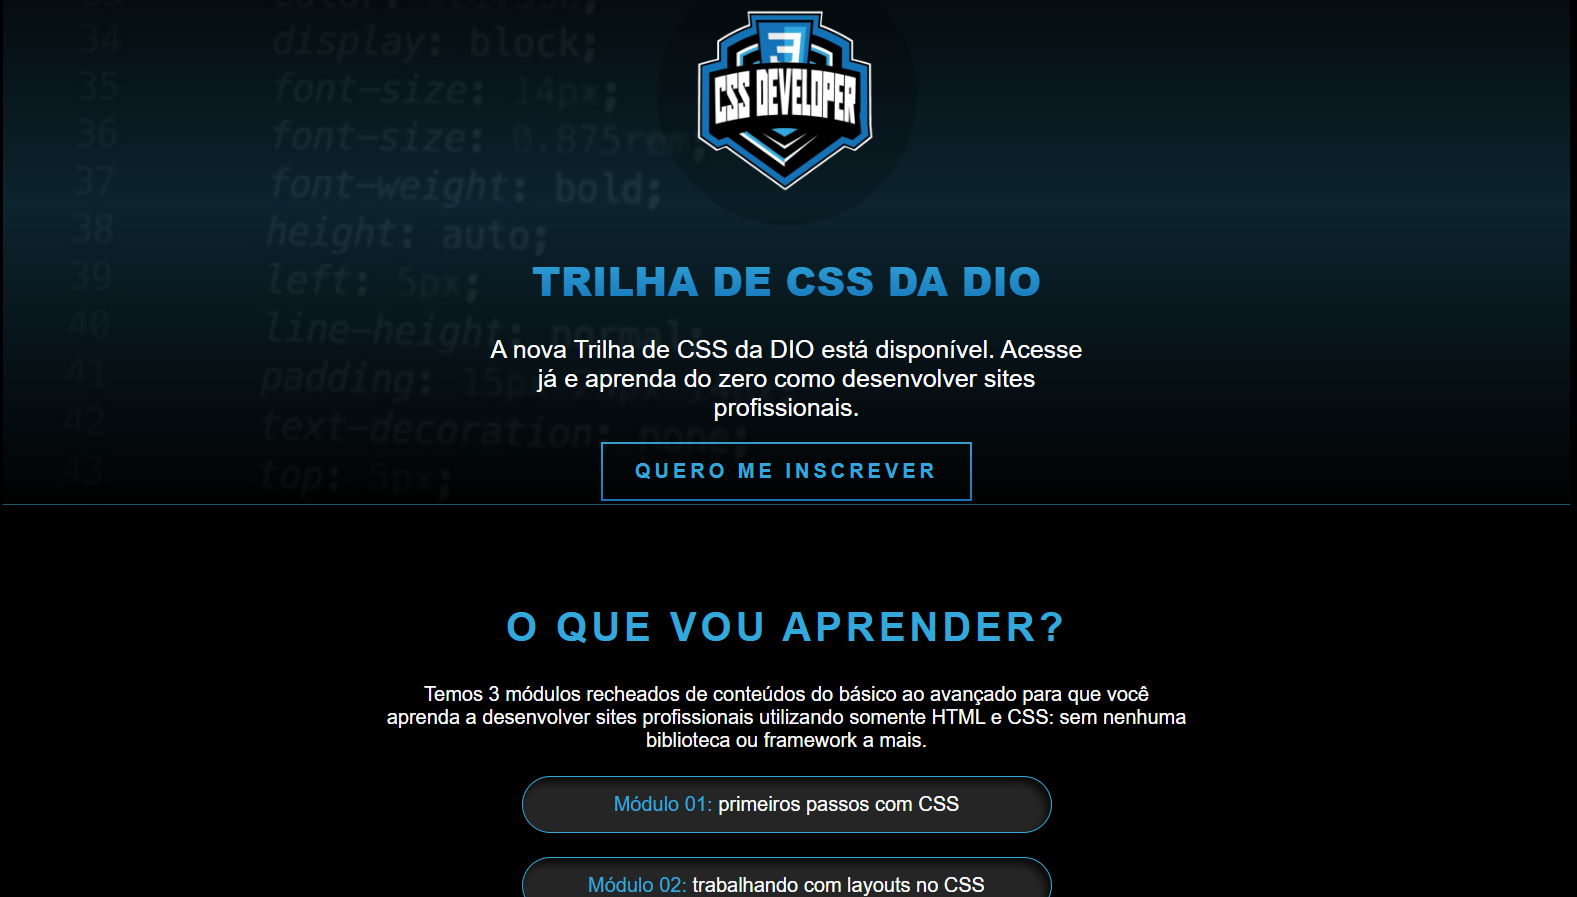 34 display: block;
35 font-size: 14px;
36 font-size: 0.875rem;
37 font-weight: bold;
38 height: auto;
39 left: 5px;
40 line-height: normal;
41 padding: 15p
42 text-decoration: none;
43 top: 5px;
3
CSS DEVELOPER
TRILHA DE CSS DA DIO
A nova Trilha de CSS da DIO está disponível. Acesse
já e aprenda do zero como desenvolver sites
profissionais.
QUERO ME INSCREVER
O QUE VOU APRENDER?
Temos 3 módulos recheados de conteúdos do básico ao avançado para que você
aprenda a desenvolver sites profissionais utilizando somente HTML e CSS: sem nenhuma
biblioteca ou framework a mais.
Módulo 01: primeiros passos com CSS
Módulo 02: trabalhando com layouts no CSS